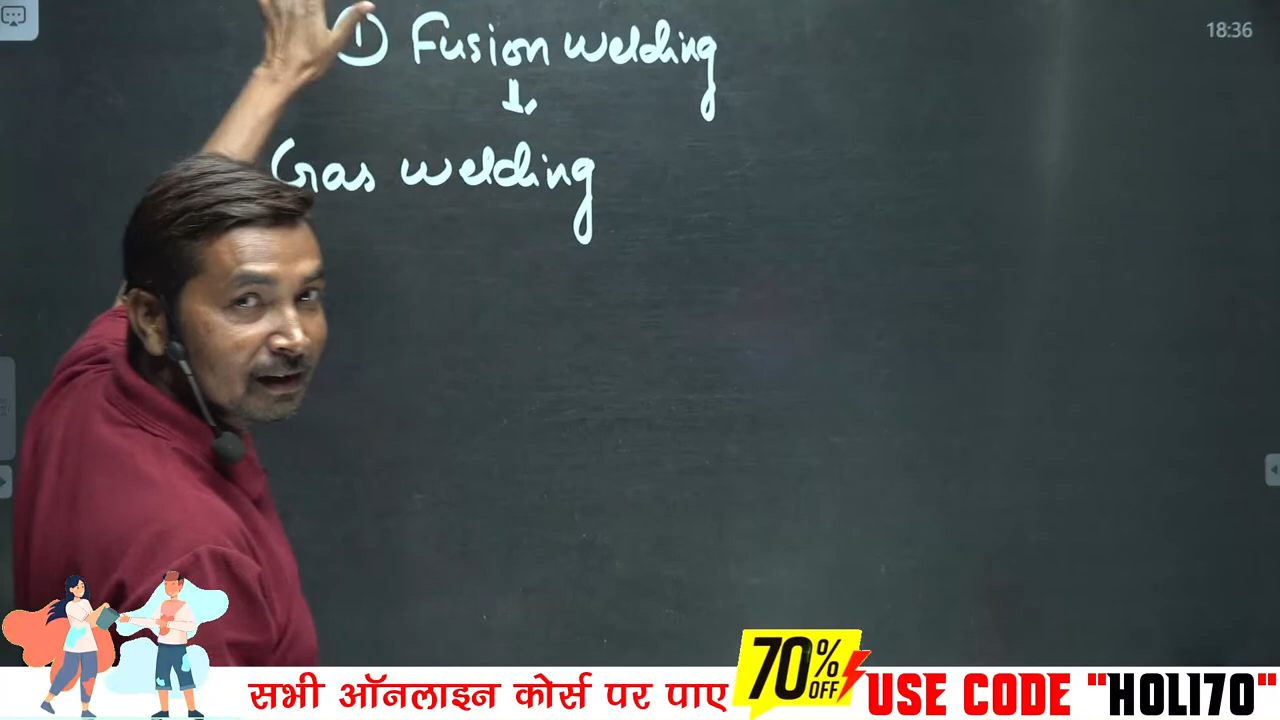 18:36
1) Fusion welding
Gas welding
सभी ऑनलाइन कोर्स पर पाए 70% OFF USE CODE "HOLI70"